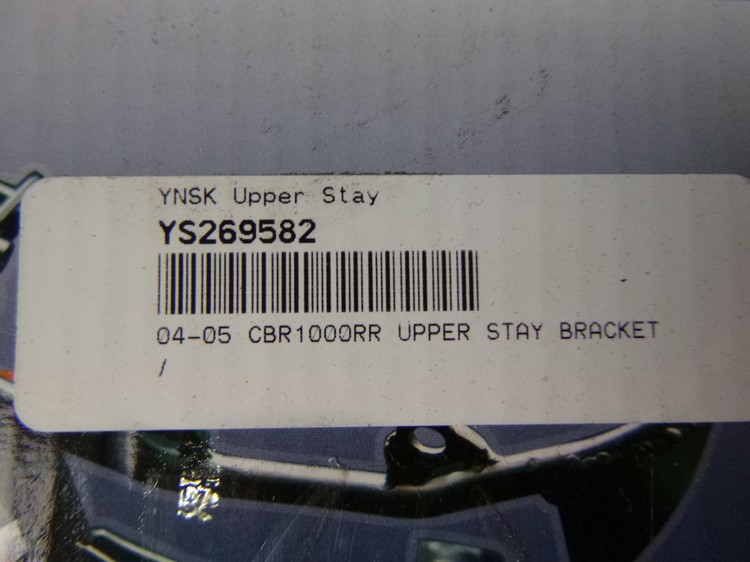 YNSK Upper Stay
YS269582
04-05 CBR1000RR UPPER STAY BRACKET
/